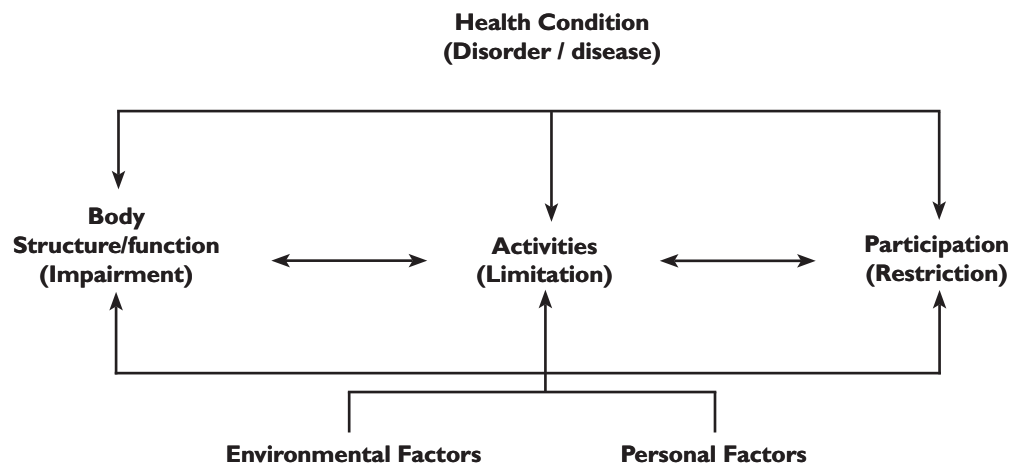 Health Condition
(Disorder / disease)
Body
Structure/function
(Impairment)
Activities
(Limitation)
Participation
(Restriction)
Environmental Factors
Personal Factors